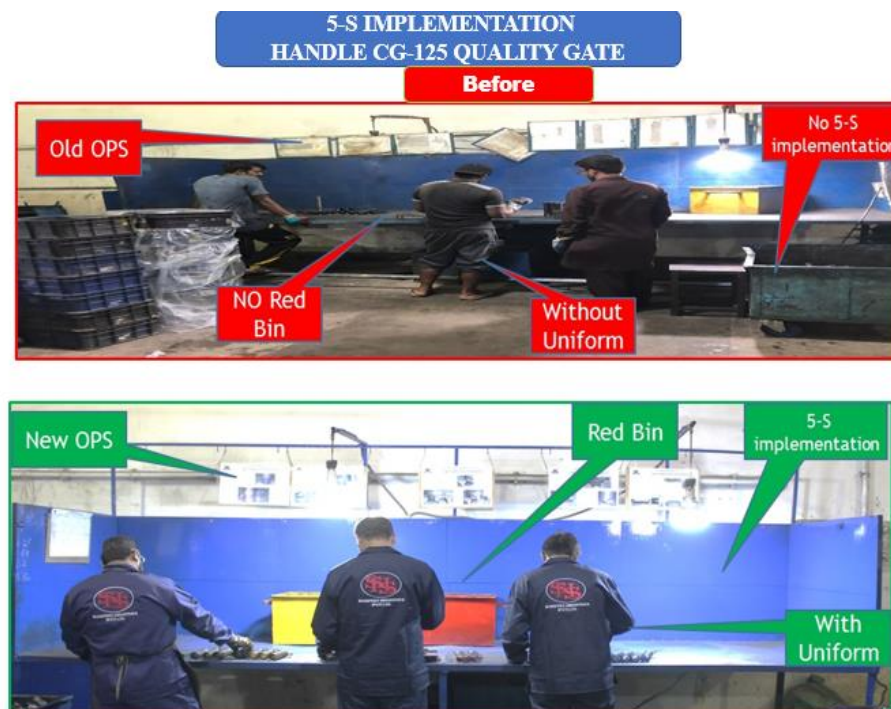 5-S IMPLEMENTATION
HANDLE CG-125 QUALITY GATE
Before
Old OPS
No 5-S
implementation
NO Red
Bin
Without
Uniform
New OPS
Red Bin
5-S
implementation
With
Uniform